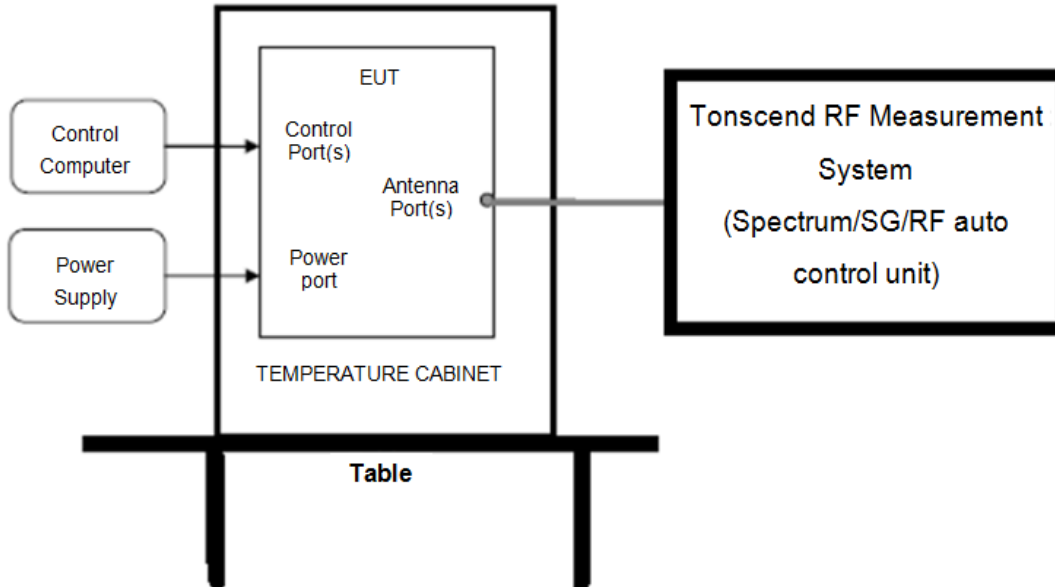 EUT
Control
Computer
Control
Port(s)
Antenna
Port(s)
Power
Supply
Power
port
TEMPERATURE CABINET
Table
Tonscend RF Measurement
System
(Spectrum/SG/RF auto
control unit)